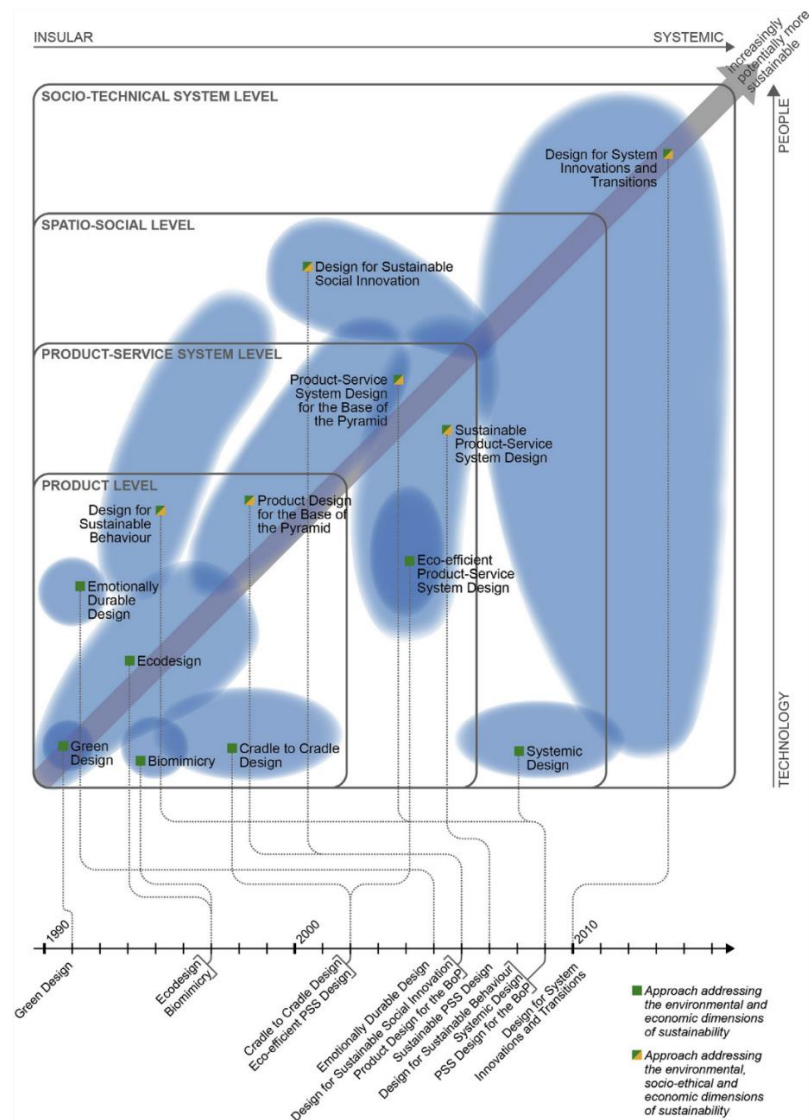 INSULAR
SYSTEMIC
Increasingly
potentially more
sustainable
PEOPLE
TECHNOLOGY
SOCIO-TECHNICAL SYSTEM LEVEL
Design for System
Innovations and
Transitions
SPATIO-SOCIAL LEVEL
Design for Sustainable
Social Innovation
PRODUCT-SERVICE SYSTEM LEVEL
Product-Service
System Design
for the Base of
the Pyramid
Sustainable
Product-Service
System Design
PRODUCT LEVEL
Design for
Sustainable
Behaviour
Product Design
for the Base of
the Pyramid
Emotionally
Durable
Design
Eco-efficient
Product-Service
System Design
Ecodesign
Green
Design
Biomimicry
Cradle to Cradle
Design
Systemic
Design
1990
2000
2010
Green Design
Ecodesign
Biomimicry
Cradle to Cradle Design
Eco-efficient PSS Design
Emotionally Durable Design
Design for Sustainable Social Innovation
Product Design for the BoP
Sustainable PSS Design
Design for Sustainable Behaviour
Systemic Design
PSS Design for the BoP
Design for System
Innovations and Transitions
Approach addressing
the environmental and
economic dimensions
of sustainability
Approach addressing
the environmental,
socio-ethical and
economic dimensions
of sustainability